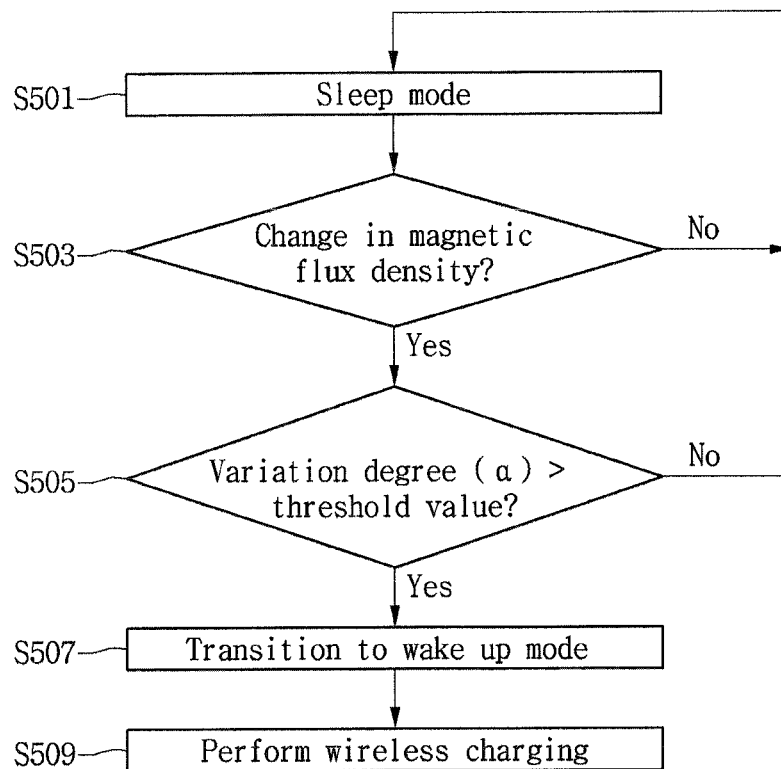 S501
Sleep mode
S503
Change in magnetic
flux density?
No
Yes
S505
Variation degree (α) >
threshold value?
No
Yes
S507
Transition to wake up mode
S509
Perform wireless charging